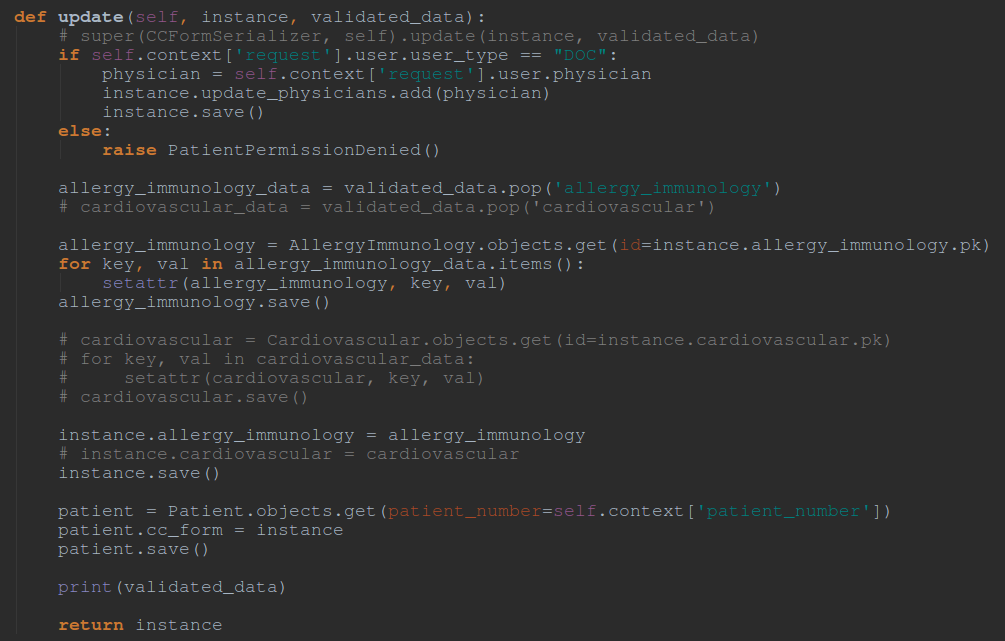 def update(self, instance, validated_data):
    # super(CCFormSerializer, self).update(instance, validated_data)
    if self.context['request'].user.user_type == "DOC":
        physician = self.context['request'].user.physician
        instance.update_physicians.add(physician)
        instance.save()
    else:
        raise PatientPermissionDenied()

    allergy_immunology_data = validated_data.pop('allergy_immunology')
    # cardiovascular_data = validated_data.pop('cardiovascular')

    allergy_immunology = AllergyImmunology.objects.get(id=instance.allergy_immunology.pk)
    for key, val in allergy_immunology_data.items():
        setattr(allergy_immunology, key, val)
    allergy_immunology.save()

    # cardiovascular = Cardiovascular.objects.get(id=instance.cardiovascular.pk)
    # for key, val in cardiovascular_data:
    #     setattr(cardiovascular, key, val)
    # cardiovascular.save()

    instance.allergy_immunology = allergy_immunology
    # instance.cardiovascular = cardiovascular
    instance.save()

    patient = Patient.objects.get(patient_number=self.context['patient_number'])
    patient.cc_form = instance
    patient.save()

    print(validated_data)

    return instance